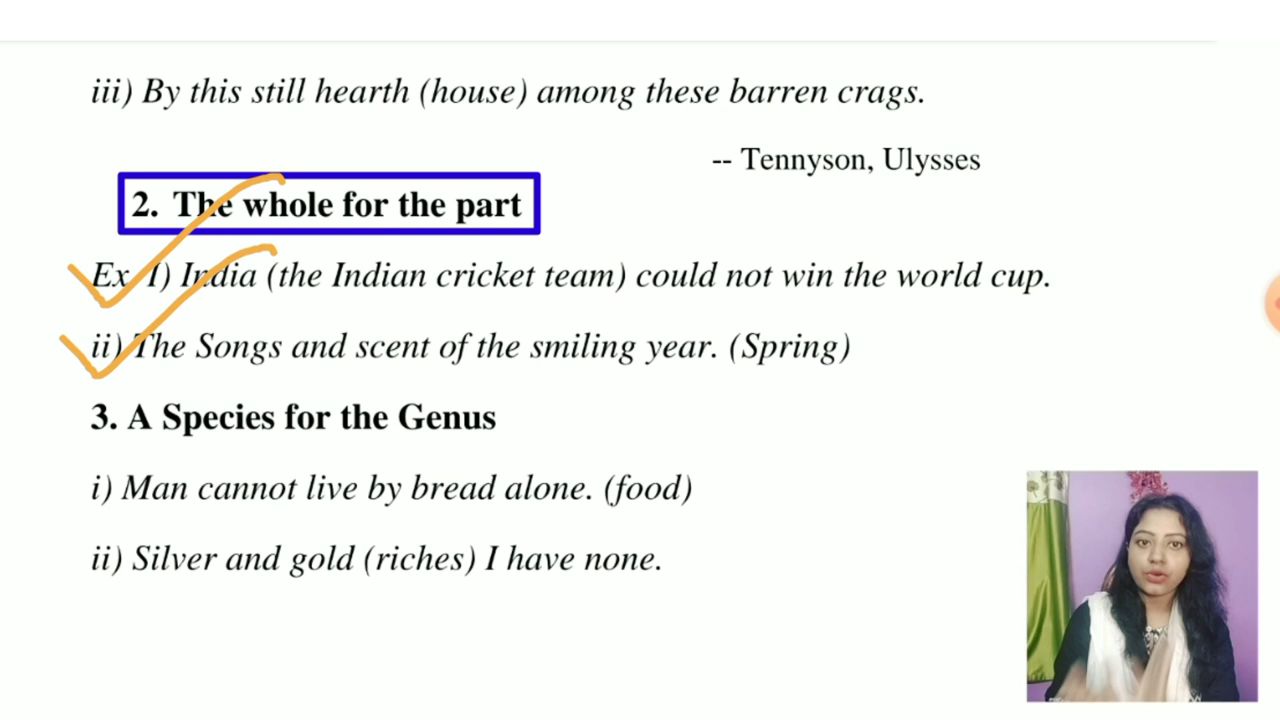 iii) By this still hearth (house) among these barren crags.
-- Tennyson, Ulysses
2. The whole for the part
Ex. I) India (the Indian cricket team) could not win the world cup.
ii) The Songs and scent of the smiling year. (Spring)
3. A Species for the Genus
i) Man cannot live by bread alone. (food)
ii) Silver and gold (riches) I have none.